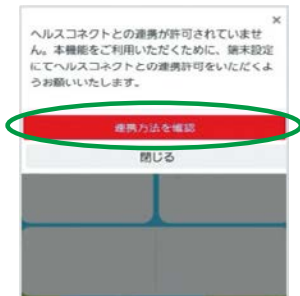 ×
ヘルスコネクトとの連携が許可されていませ
ん。本機能をご利用いただくために、端末設定
にてヘルスコネクトとの連携許可をいただくよ
うお願いいたします。
連携方法を確認
閉じる